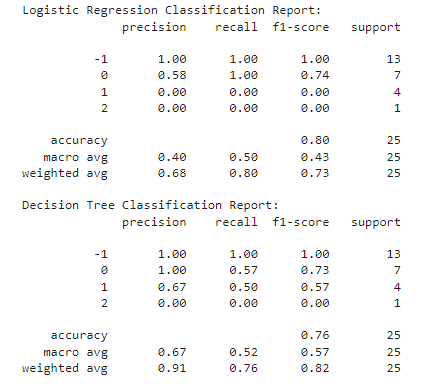 Logistic Regression Classification Report:
precision recall f1-score support
-1 1.00 1.00 1.00 13
0 0.58 1.00 0.74 7
1 0.00 0.00 0.00 4
2 0.00 0.00 0.00 1
accuracy 0.80 25
macro avg 0.40 0.50 0.43 25
weighted avg 0.68 0.80 0.73 25
Decision Tree Classification Report:
precision recall f1-score support
-1 1.00 1.00 1.00 13
0 1.00 0.57 0.73 7
1 0.67 0.50 0.57 4
2 0.00 0.00 0.00 1
accuracy 0.76 25
macro avg 0.67 0.52 0.57 25
weighted avg 0.91 0.76 0.82 25